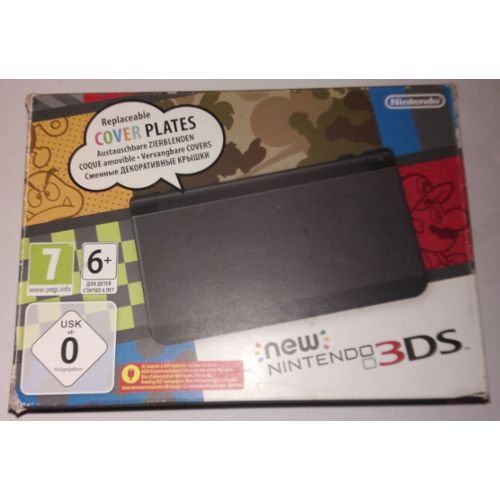 Replaceable
COVER PLATES
Austauschbare ZIERBLENDEN
COQUE amovible • Vervangbare COVERS
Сменные ДЕКОРАТИВНЫЕ КРЫШКИ
Nintendo
7
www.pegi.info
6+
ДЛЯ ДЕТЕЙ
СТАРШЕ 6 ЛЕТ
USK
ab
0
freigegeben
new
NINTENDO 3DS